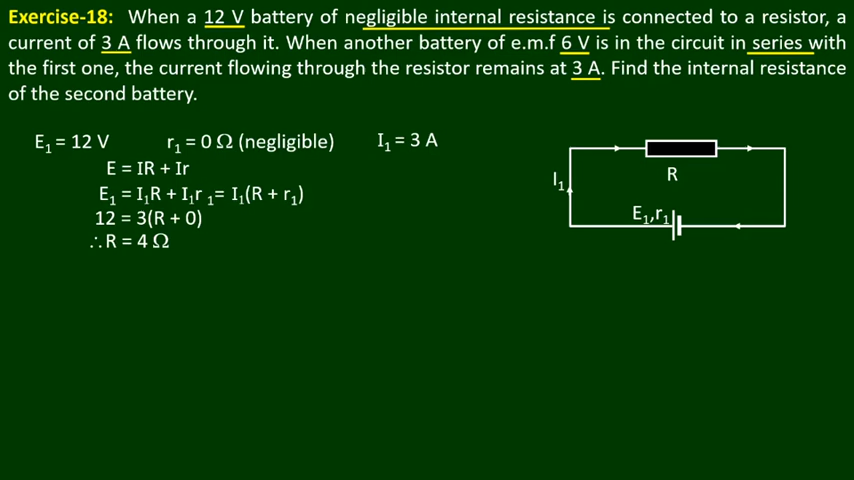 Exercise-18: When a 12 V battery of negligible internal resistance is connected to a resistor, a
current of 3 A flows through it. When another battery of e.m.f 6 V is in the circuit in series with
the first one, the current flowing through the resistor remains at 3 A. Find the internal resistance
of the second battery.
E₁ = 12 V r₁ = 0 Ω (negligible) I₁ = 3 A
E = IR + Ir
E₁ = I₁R + I₁r ₁= I₁(R + r₁)
12 = 3(R + 0)
∴R = 4 Ω
I₁
R
E₁,r₁